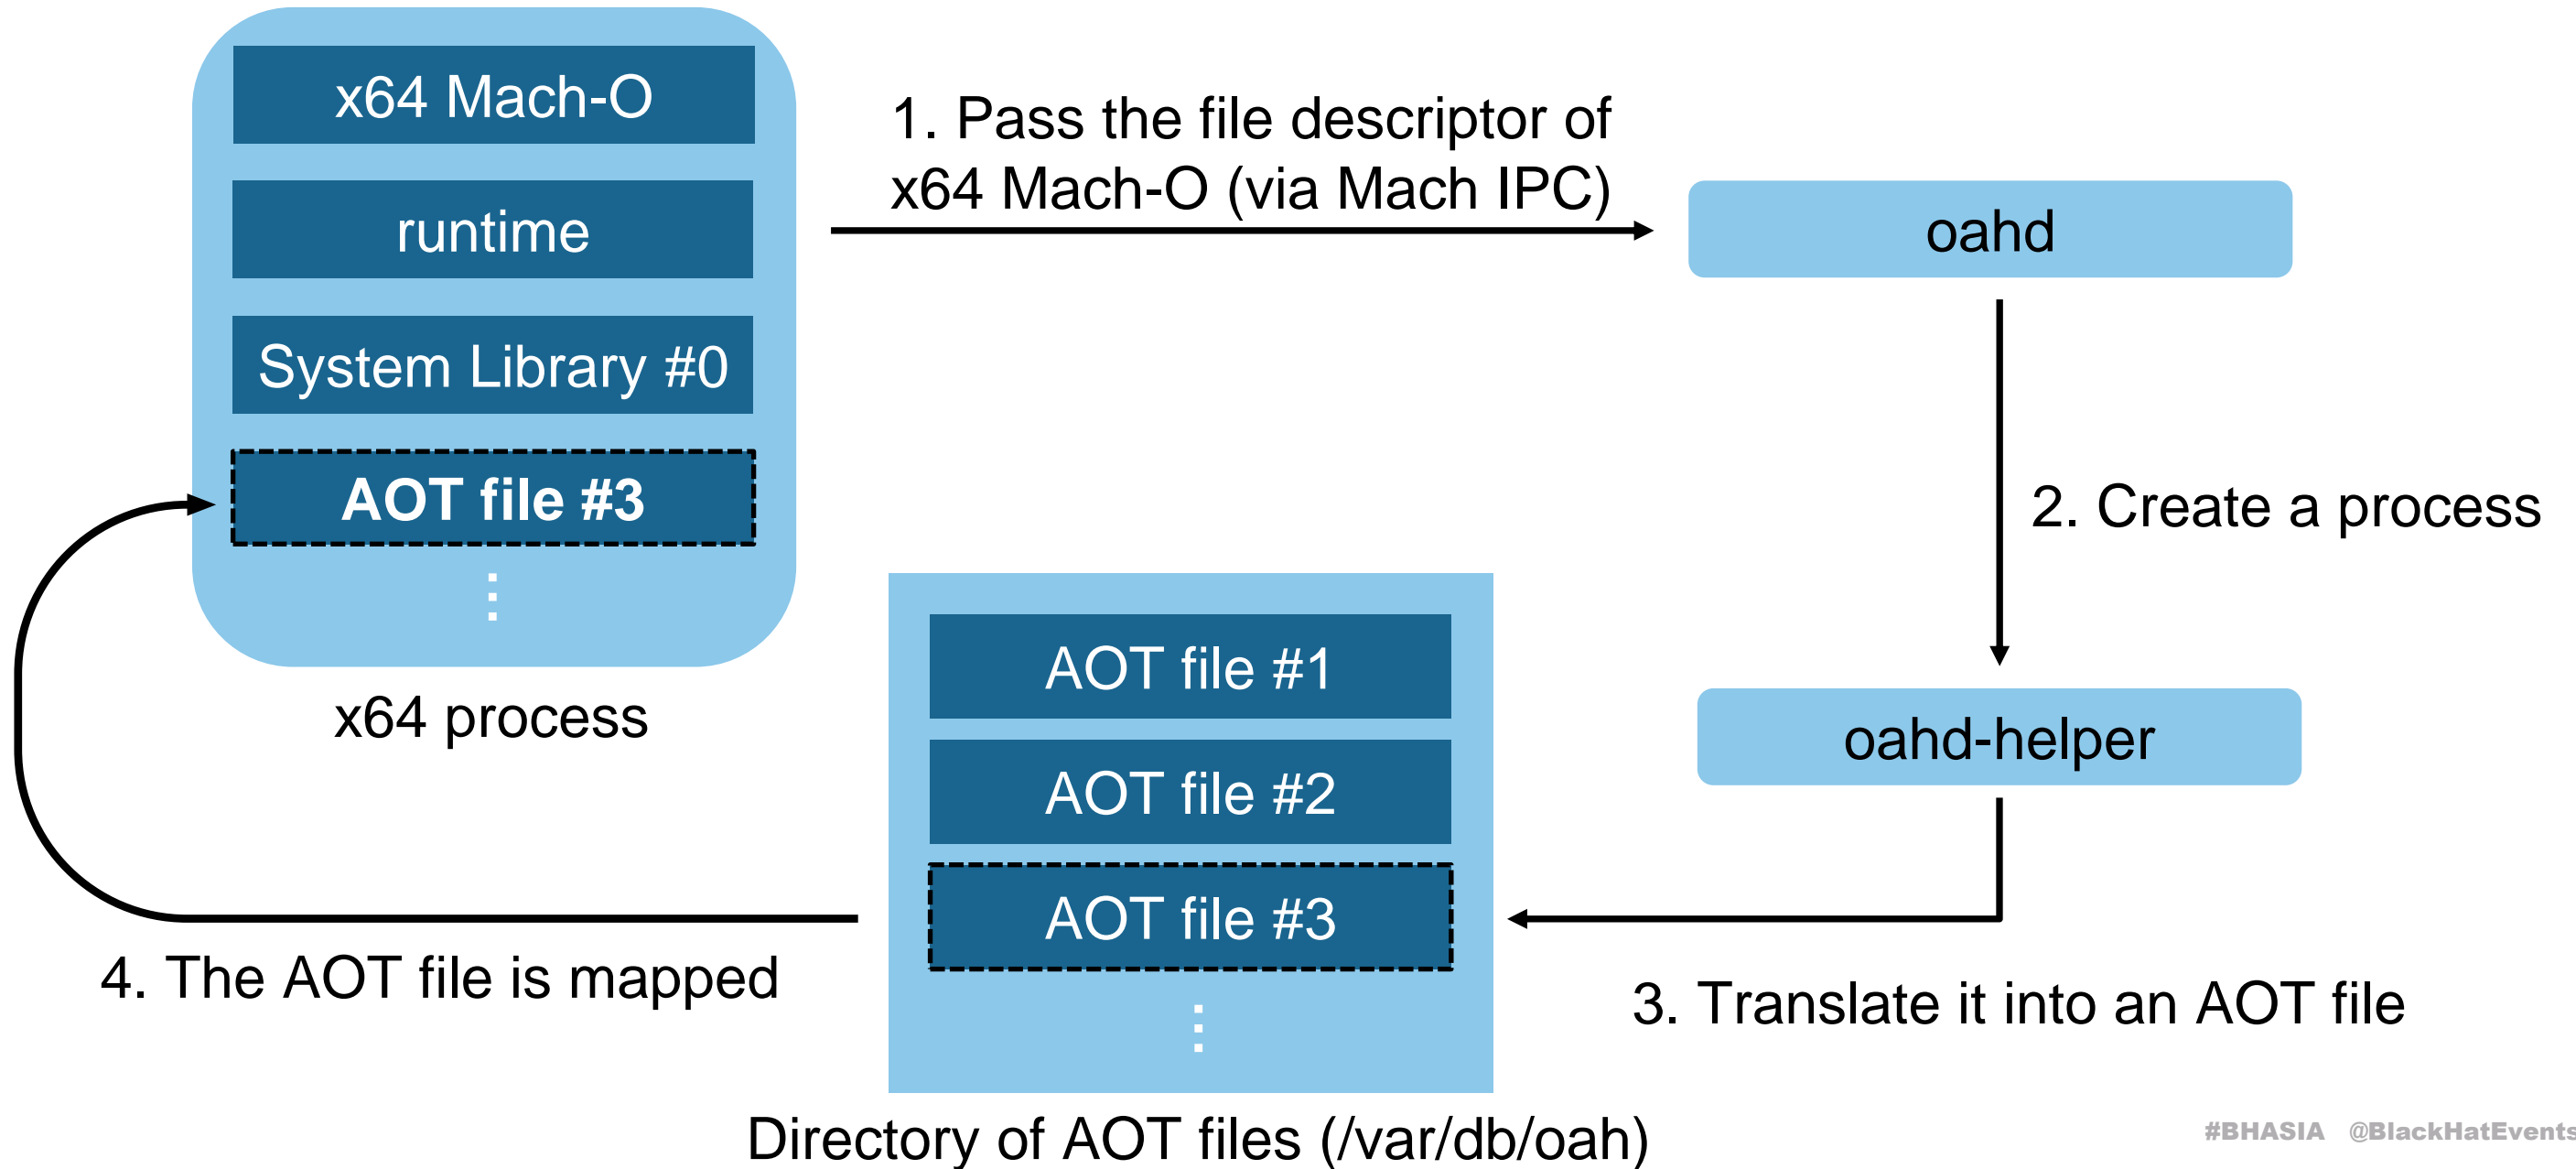 x64 Mach-O
runtime
System Library #0
AOT file #3
⋮
x64 process
1. Pass the file descriptor of
x64 Mach-O (via Mach IPC)
oahd
2. Create a process
oahd-helper
3. Translate it into an AOT file
AOT file #1
AOT file #2
AOT file #3
⋮
Directory of AOT files (/var/db/oah)
4. The AOT file is mapped
#BHASIA @BlackHatEvents